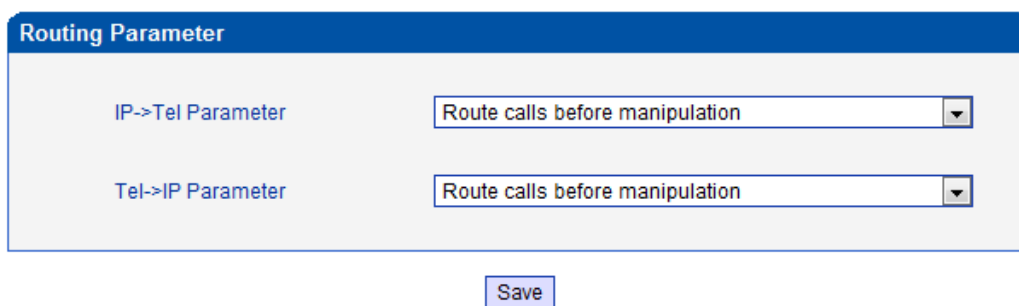 Routing Parameter
IP->Tel Parameter Route calls before manipulation
Tel->IP Parameter Route calls before manipulation
Save